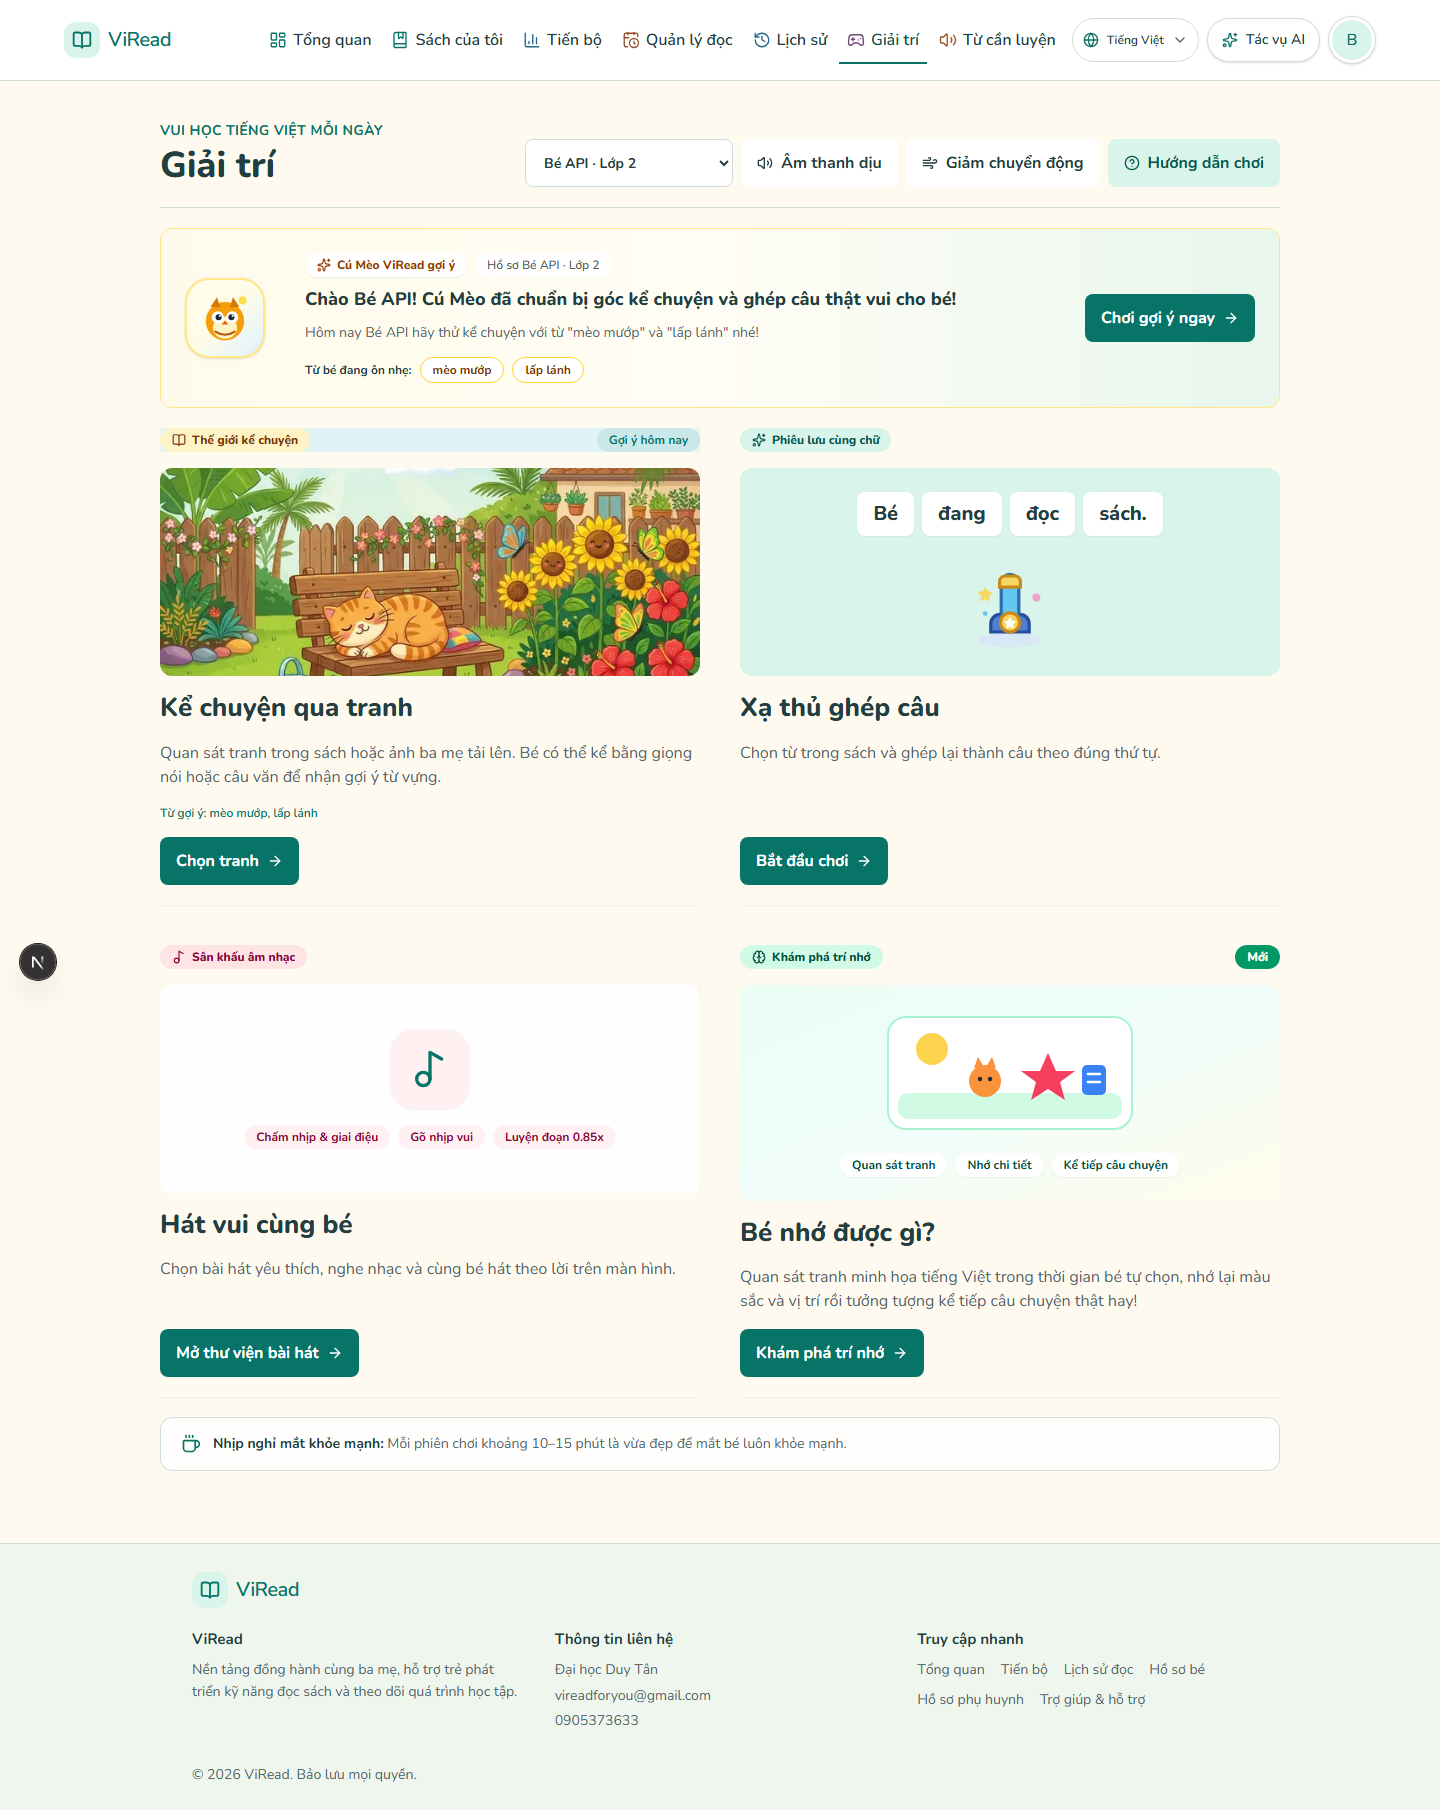 ViRead
Tổng quan
Sách của tôi
Tiến bộ
Quản lý đọc
Lịch sử
Giải trí
Từ cần luyện
Tiếng Việt
Tác vụ AI
B
VUI HỌC TIẾNG VIỆT MỖI NGÀY
Giải trí
Bé API · Lớp 2
Âm thanh dịu
Giảm chuyển động
Hướng dẫn chơi
Cú Mèo ViRead gợi ý
Hồ sơ Bé API · Lớp 2
Chào Bé API! Cú Mèo đã chuẩn bị góc kể chuyện và ghép câu thật vui cho bé!
Hôm nay Bé API hãy thử kể chuyện với từ "mèo mướp" và "lấp lánh" nhé!
Từ bé đang ôn nhẹ:
mèo mướp
lấp lánh
Chơi gợi ý ngay
Thế giới kể chuyện
Gợi ý hôm nay
Kể chuyện qua tranh
Quan sát tranh trong sách hoặc ảnh ba mẹ tải lên. Bé có thể kể bằng giọng
nói hoặc câu văn để nhận gợi ý từ vựng.
Từ gợi ý: mèo mướp, lấp lánh
Chọn tranh
Phiêu lưu cùng chữ
Bé đang đọc sách.
Xạ thủ ghép câu
Chọn từ trong sách và ghép lại thành câu theo đúng thứ tự.
Bắt đầu chơi
Sân khấu âm nhạc
Chấm nhịp & giai điệu
Gõ nhịp vui
Luyện đoạn 0.85x
Hát vui cùng bé
Chọn bài hát yêu thích, nghe nhạc và cùng bé hát theo lời trên màn hình.
Mở thư viện bài hát
Khám phá trí nhớ
Mới
Quan sát tranh
Nhớ chi tiết
Kể tiếp câu chuyện
Bé nhớ được gì?
Quan sát tranh minh họa tiếng Việt trong thời gian bé tự chọn, nhớ lại màu
sắc và vị trí rồi tưởng tượng kể tiếp câu chuyện thật hay!
Khám phá trí nhớ
N
Nhịp nghỉ mắt khỏe mạnh: Mỗi phiên chơi khoảng 10–15 phút là vừa đẹp để mắt bé luôn khỏe mạnh.
ViRead
ViRead
Nền tảng đồng hành cùng ba mẹ, hỗ trợ trẻ phát
triển kỹ năng đọc sách và theo dõi quá trình học tập.
Thông tin liên hệ
Đại học Duy Tân
vireadforyou@gmail.com
0905373633
Truy cập nhanh
Tổng quan
Tiến bộ
Lịch sử đọc
Hồ sơ bé
Hồ sơ phụ huynh
Trợ giúp & hỗ trợ
© 2026 ViRead. Bảo lưu mọi quyền.